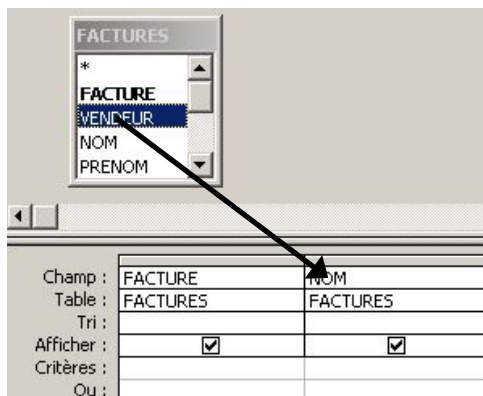 FACTURES
*
FACTURE
VENDEUR
NOM
PRENOM
Champ : FACTURE NOM
Table : FACTURES FACTURES
Tri :
Afficher :
Critères :
Ou :